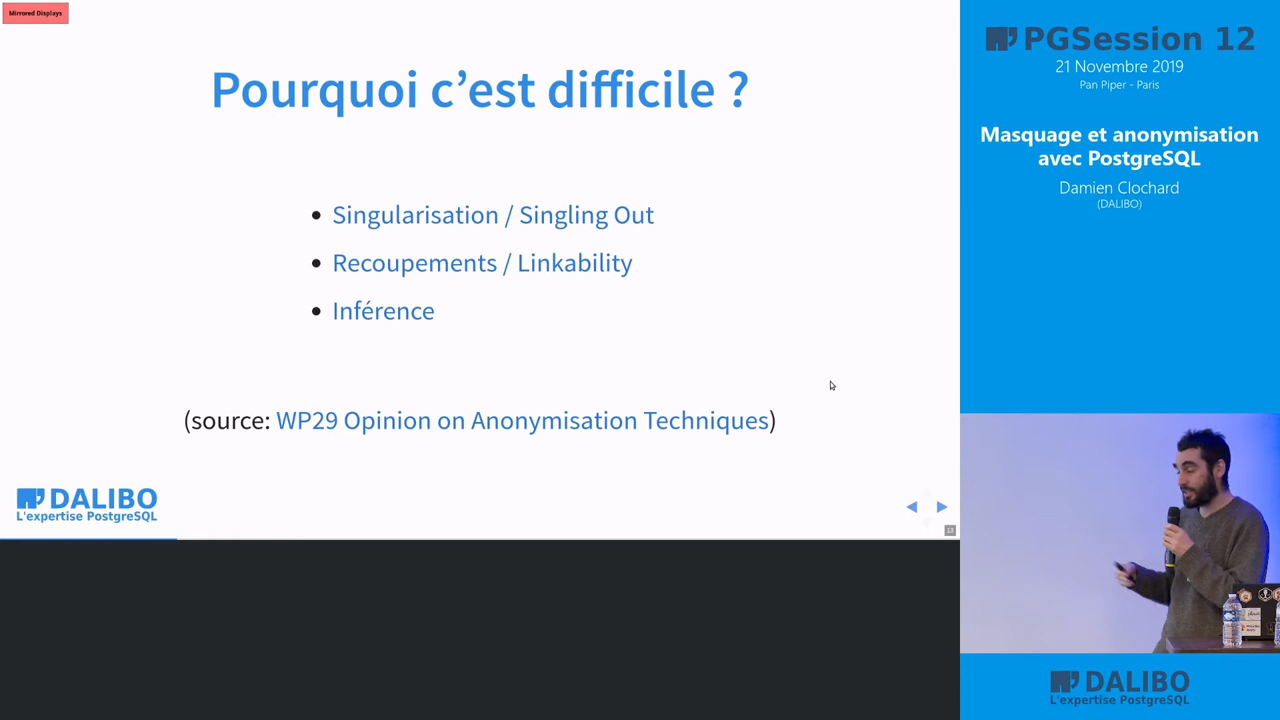 Mirrored Displays
Pourquoi c’est difficile ?
Singularisation / Singling Out
Recoupements / Linkability
Inférence
(source: WP29 Opinion on Anonymisation Techniques)
DALIBO
L'expertise PostgreSQL
PGSession 12
21 Novembre 2019
Pan Piper - Paris
Masquage et anonymisation
avec PostgreSQL
Damien Clochard
(DALIBO)
DALIBO
L'expertise PostgreSQL